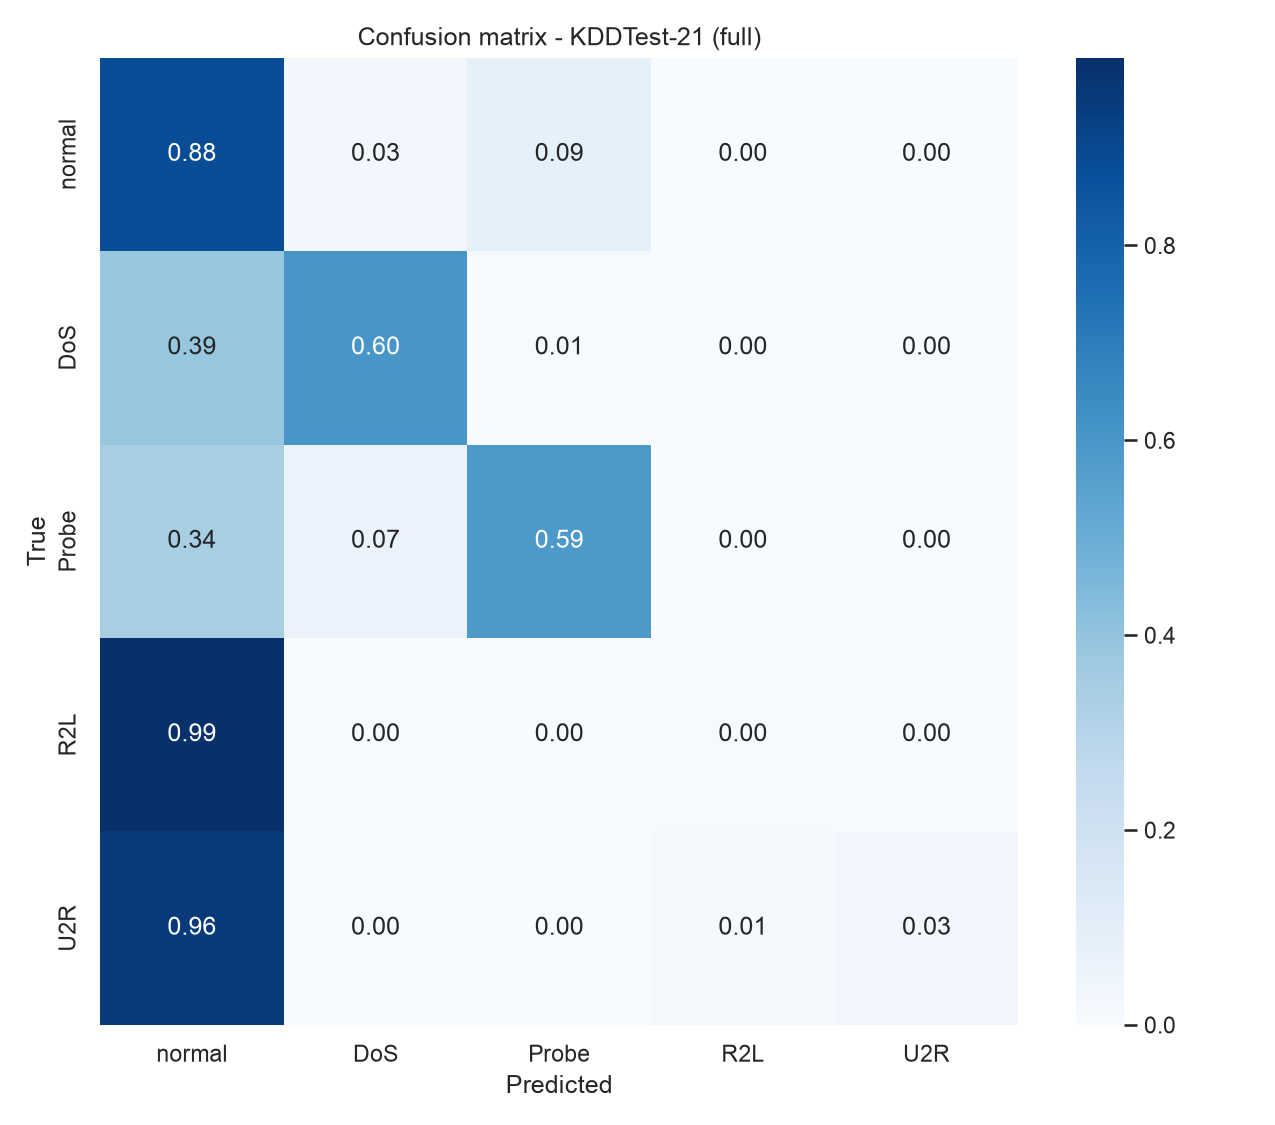 Confusion matrix - KDDTest-21 (full)
normal 0.88 0.03 0.09 0.00 0.00
0.8
DoS 0.39 0.60 0.01 0.00 0.00
0.6
True
Probe 0.34 0.07 0.59 0.00 0.00
0.4
R2L 0.99 0.00 0.00 0.00 0.00
0.2
U2R 0.96 0.00 0.00 0.01 0.03
0.0
normal DoS Probe R2L U2R
Predicted